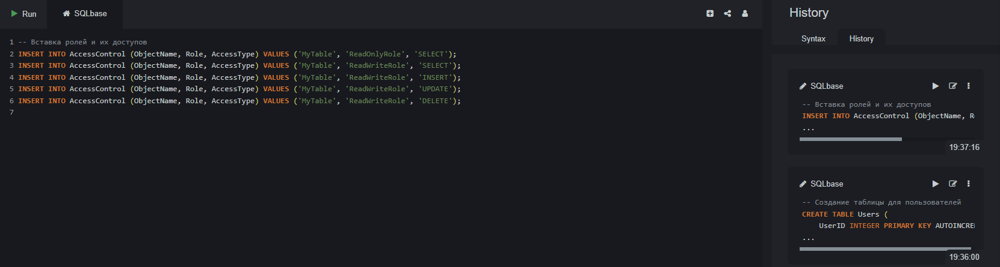 Run
SQLbase
1 -- Вставка ролей и их доступов
2 INSERT INTO AccessControl (ObjectName, Role, AccessType) VALUES ('MyTable', 'ReadOnlyRole', 'SELECT');
3 INSERT INTO AccessControl (ObjectName, Role, AccessType) VALUES ('MyTable', 'ReadWriteRole', 'SELECT');
4 INSERT INTO AccessControl (ObjectName, Role, AccessType) VALUES ('MyTable', 'ReadWriteRole', 'INSERT');
5 INSERT INTO AccessControl (ObjectName, Role, AccessType) VALUES ('MyTable', 'ReadWriteRole', 'UPDATE');
6 INSERT INTO AccessControl (ObjectName, Role, AccessType) VALUES ('MyTable', 'ReadWriteRole', 'DELETE');
7
History
Syntax
History
SQLbase
-- Вставка ролей и их доступов
INSERT INTO AccessControl (ObjectName,
...
19:37:16
SQLbase
-- Создание таблицы для пользователей
CREATE TABLE Users (
UserID INTEGER PRIMARY KEY AUTOINCRE
...
19:36:00